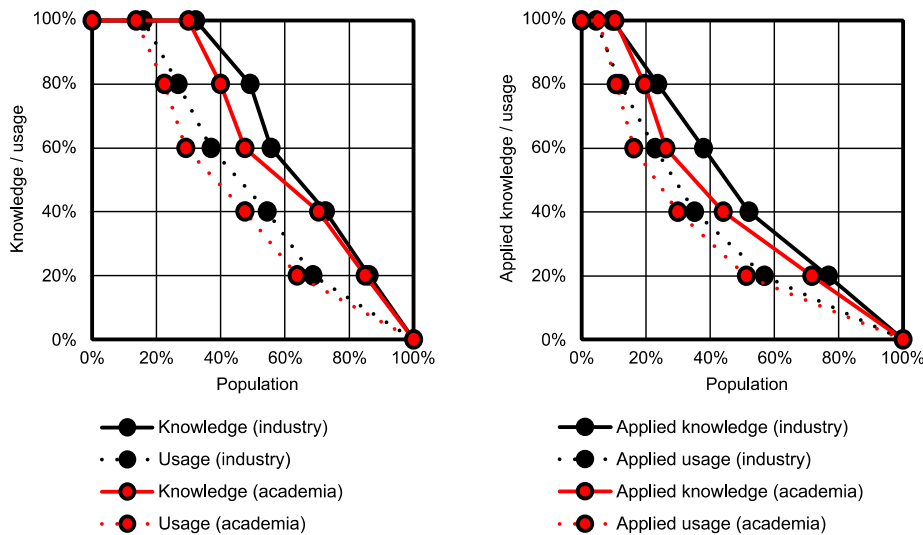 Knowledge / usage
100%
80%
60%
40%
20%
0%
0% 20% 40% 60% 80% 100%
Population
Knowledge (industry)
Usage (industry)
Knowledge (academia)
Usage (academia)
Applied knowledge / usage
100%
80%
60%
40%
20%
0%
0% 20% 40% 60% 80% 100%
Population
Applied knowledge (industry)
Applied usage (industry)
Applied knowledge (academia)
Applied usage (academia)